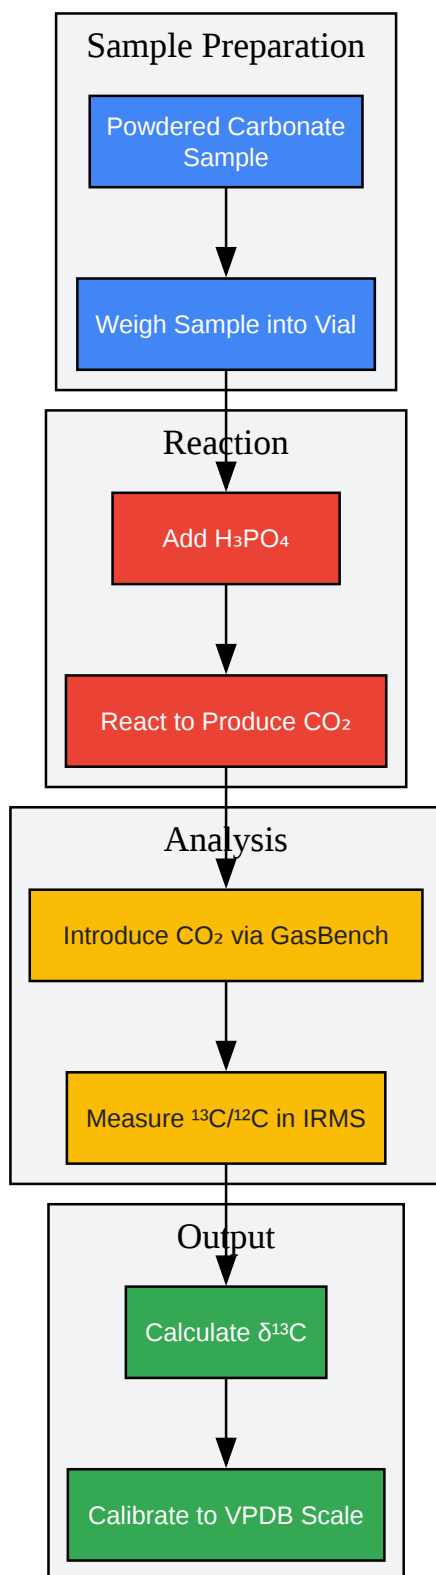 Sample Preparation
Powdered Carbonate
Sample
Weigh Sample into Vial
Reaction
Add H₃PO₄
React to Produce CO₂
Analysis
Introduce CO₂ via GasBench
Measure ¹³C/¹²C in IRMS
Output
Calculate δ¹³C
Calibrate to VPDB Scale